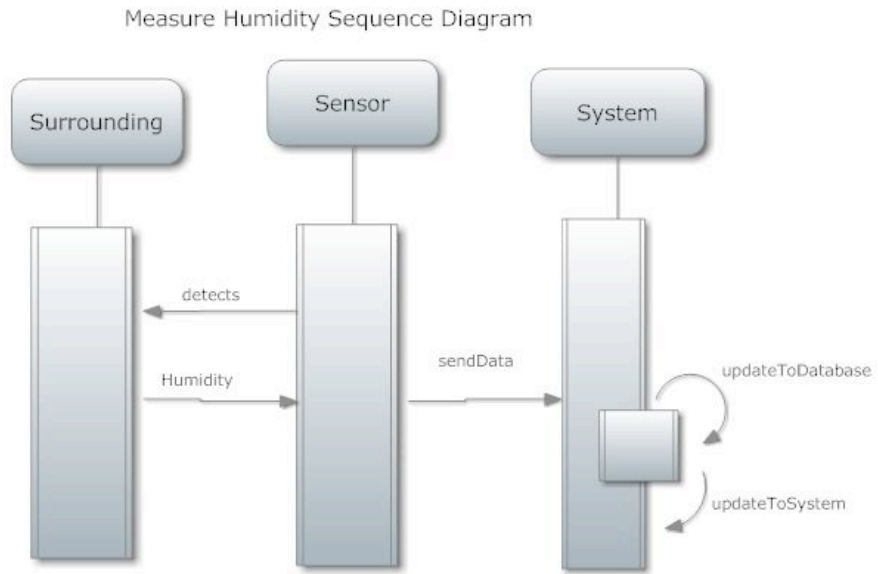 Measure Humidity Sequence Diagram
Surrounding
Sensor
System
detects
Humidity
sendData
updateToDatabase
updateToSystem